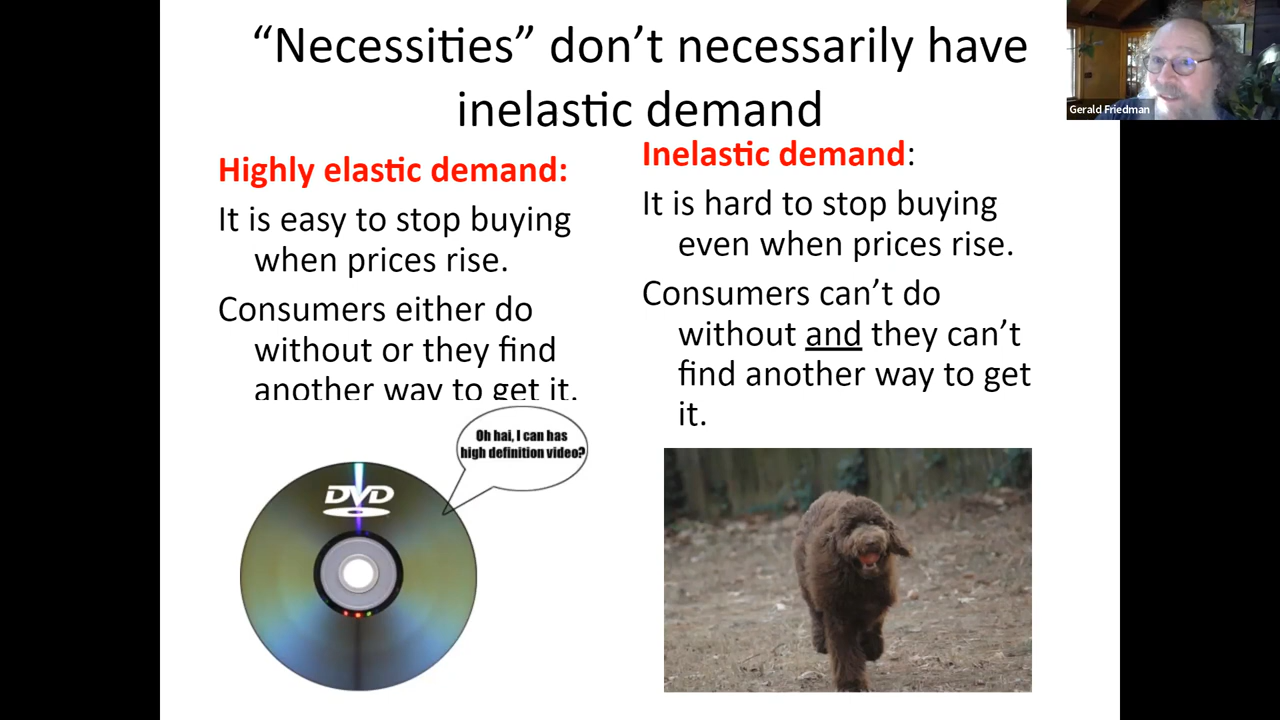 “Necessities” don’t necessarily have
inelastic demand
Gerald Friedman
Highly elastic demand:
It is easy to stop buying
when prices rise.
Consumers either do
without or they find
another way to get it.
Inelastic demand:
It is hard to stop buying
even when prices rise.
Consumers can’t do
without and they can’t
find another way to get
it.
Oh hai, I can has
high definition video?
DVD